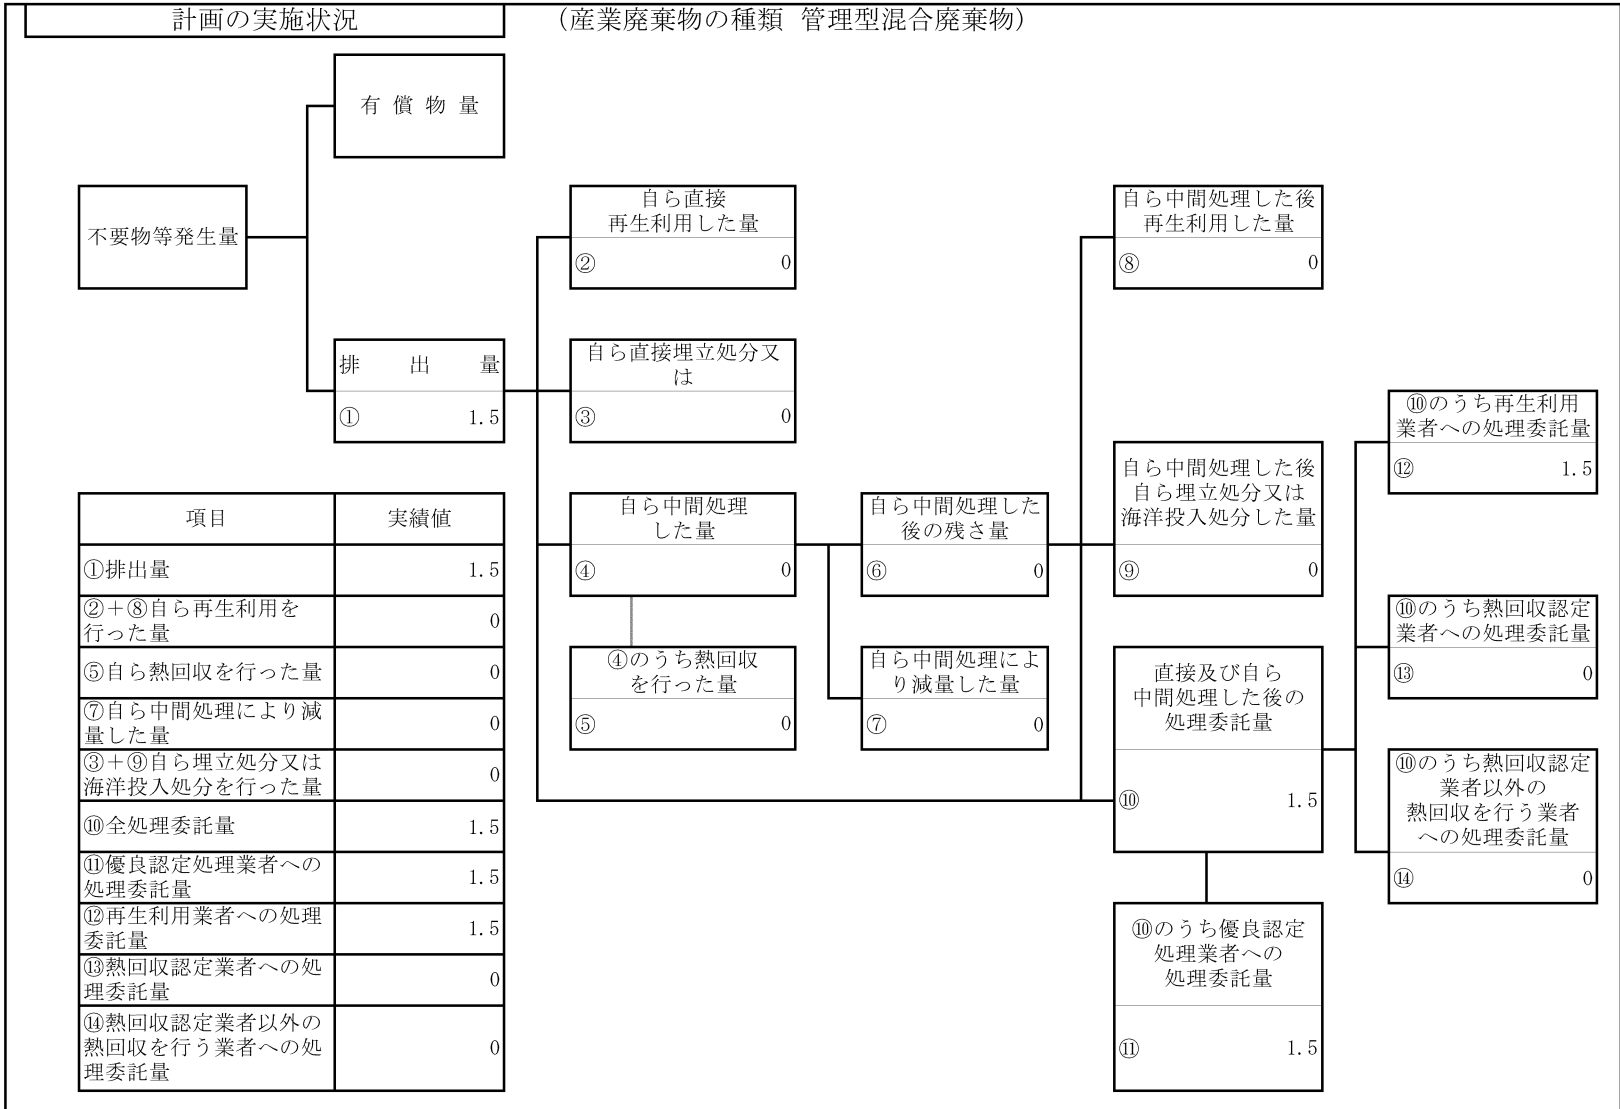 計画の実施状況
（産業廃棄物の種類 管理型混合廃棄物）
有 償 物 量
不要物等発生量
自ら直接
再生利用した量
② 0
自ら中間処理した後
再生利用した量
⑧ 0
排 出 量
① 1.5
自ら直接埋立処分又
は
③ 0
⑩のうち再生利用
業者への処理委託量
⑫ 1.5
自ら中間処理した後
自ら埋立処分又は
海洋投入処分した量
⑨ 0
自ら中間処理
した量
④ 0
自ら中間処理した
後の残さ量
⑥ 0
⑩のうち熱回収認定
業者への処理委託量
⑬ 0
④のうち熱回収
を行った量
⑤ 0
自ら中間処理によ
り減量した量
⑦ 0
直接及び自ら
中間処理した後の
処理委託量
⑩ 1.5
⑩のうち熱回収認定
業者以外の
熱回収を行う業者
への処理委託量
⑭ 0
⑩のうち優良認定
処理業者への
処理委託量
⑪ 1.5
項目 実績値
①排出量 1.5
②＋⑧自ら再生利用を
行った量 0
⑤自ら熱回収を行った量 0
⑦自ら中間処理により減
量した量 0
③＋⑨自ら埋立処分又は
海洋投入処分を行った量 0
⑩全処理委託量 1.5
⑪優良認定処理業者への
処理委託量 1.5
⑫再生利用業者への処理
委託量 1.5
⑬熱回収認定業者への処
理委託量 0
⑭熱回収認定業者以外の
熱回収を行う業者への処
理委託量 0